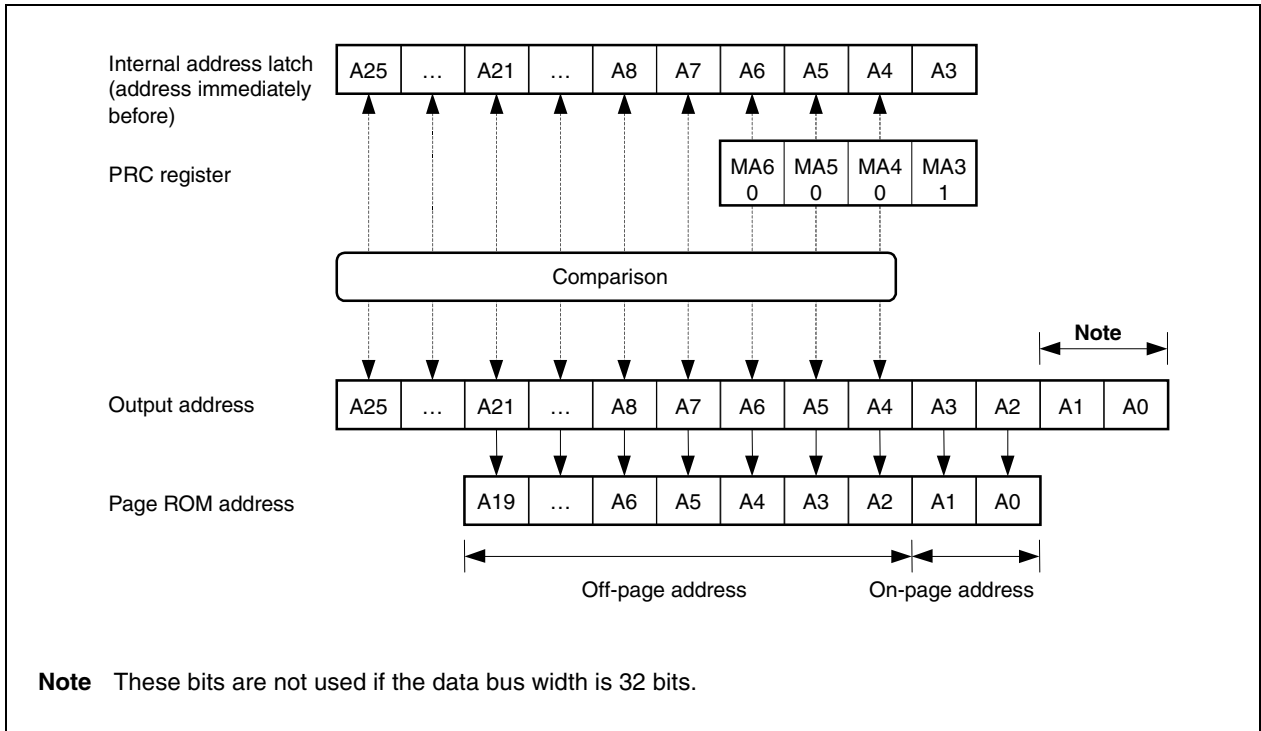 Internal address latch
(address immediately
before)
A25 … A21 … A8 A7 A6 A5 A4 A3
PRC register
MA6 MA5 MA4 MA3
0 0 0 1
Comparison
Note
Output address
A25 … A21 … A8 A7 A6 A5 A4 A3 A2 A1 A0
Page ROM address
A19 … A6 A5 A4 A3 A2 A1 A0
Off-page address On-page address
Note These bits are not used if the data bus width is 32 bits.